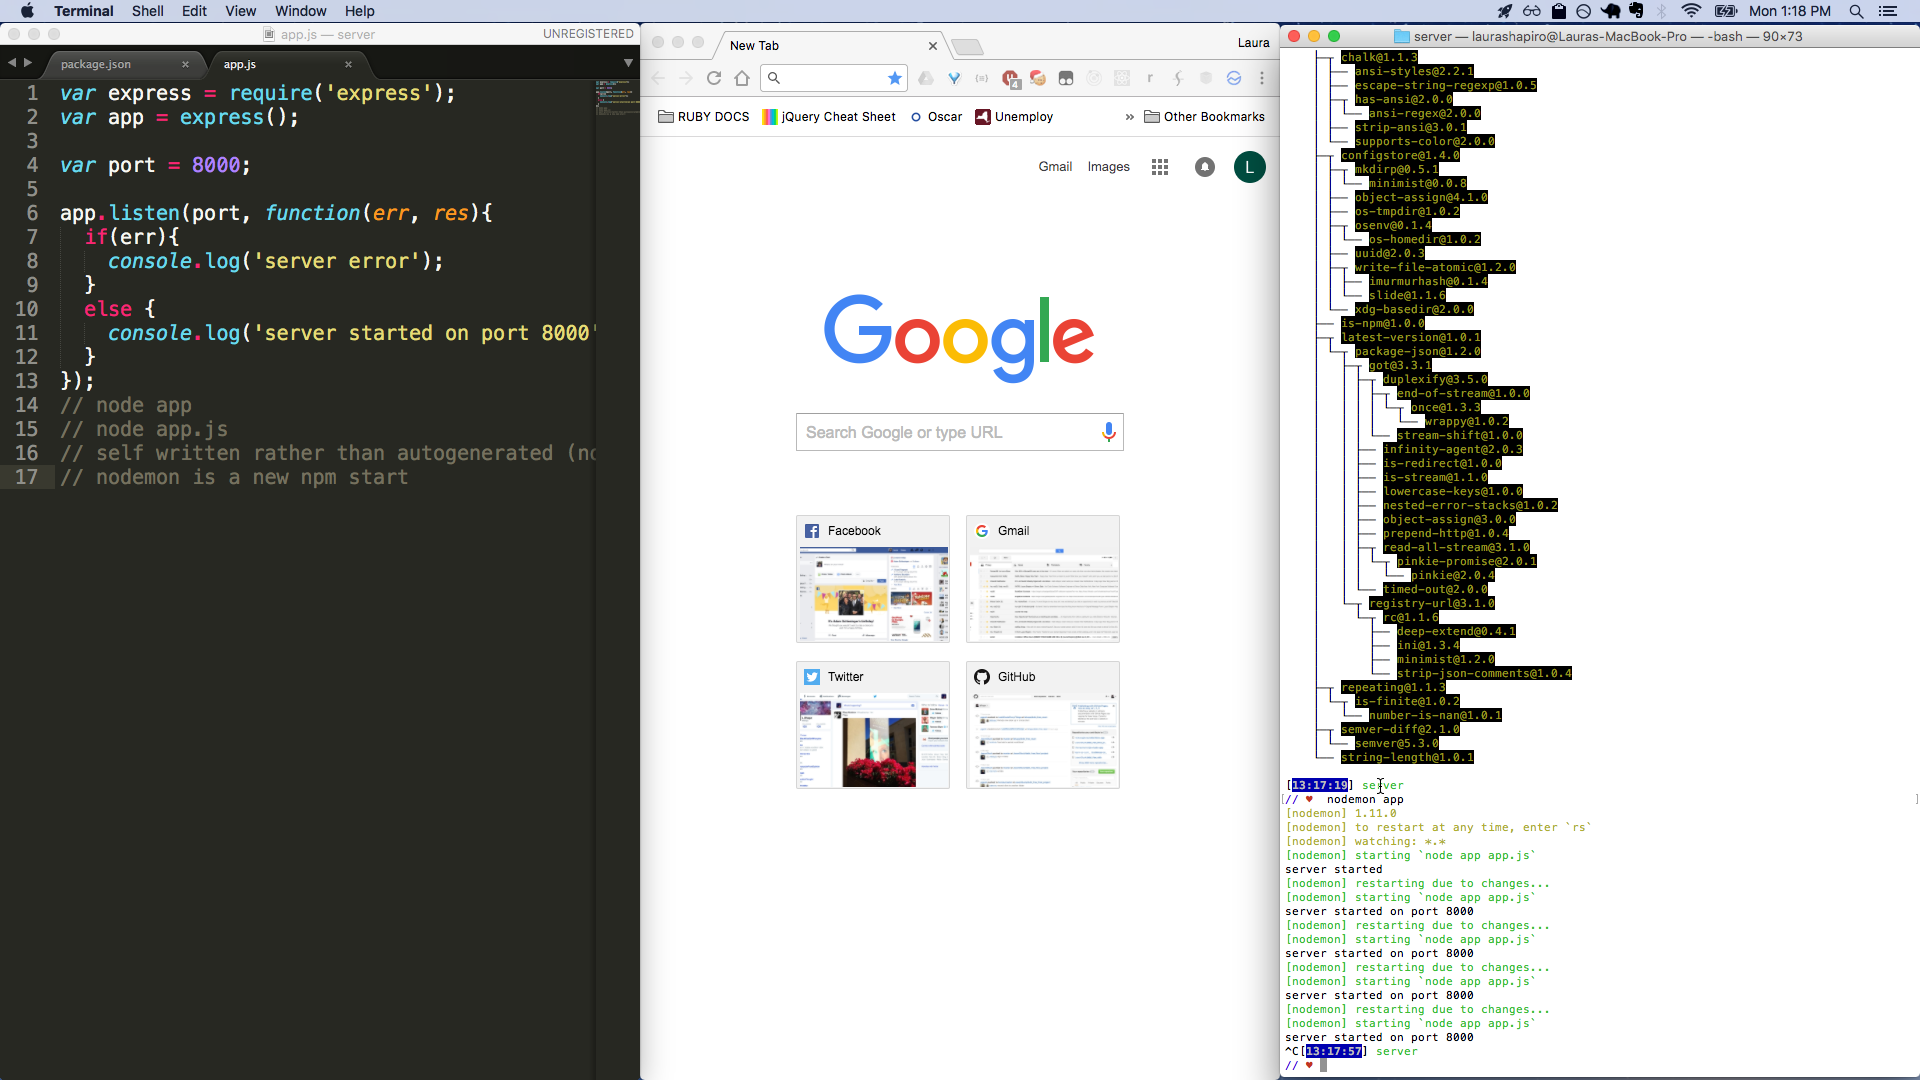 Terminal Shell Edit View Window Help
Mon 1:18 PM
app.js — server UNREGISTERED
package.json
app.js
1 var express = require('express');
2 var app = express();
3
4 var port = 8000;
5
6 app.listen(port, function(err, res){
7 if(err){
8 console.log('server error');
9 }
10 else {
11 console.log('server started on port 8000'
12 }
13 });
14 // node app
15 // node app.js
16 // self written rather than autogenerated (no
17 // nodemon is a new npm start
New Tab
Laura
4
RUBY DOCS jQuery Cheat Sheet Oscar Unemploy » Other Bookmarks
Gmail Images L
Google
Search Google or type URL
Facebook
Gmail
Twitter
GitHub
server — laurashapiro@Lauras-MacBook-Pro — -bash — 90×73
chalk@1.1.3
ansi-styles@2.2.1
escape-string-regexp@1.0.5
has-ansi@2.0.0
ansi-regex@2.0.0
strip-ansi@3.0.1
supports-color@2.0.0
configstore@1.4.0
mkdirp@0.5.1
minimist@0.0.8
object-assign@4.1.0
os-tmpdir@1.0.2
osenv@0.1.4
os-homedir@1.0.2
uuid@2.0.3
write-file-atomic@1.2.0
imurmurhash@0.1.4
slide@1.1.6
xdg-basedir@2.0.0
is-npm@1.0.0
latest-version@1.0.1
package-json@1.2.0
got@3.3.1
duplexify@3.5.0
end-of-stream@1.0.0
once@1.3.3
wrappy@1.0.2
stream-shift@1.0.0
infinity-agent@2.0.3
is-redirect@1.0.0
is-stream@1.1.0
lowercase-keys@1.0.0
nested-error-stacks@1.0.2
object-assign@3.0.0
prepend-http@1.0.4
read-all-stream@3.1.0
pinkie-promise@2.0.1
pinkie@2.0.4
timed-out@2.0.0
registry-url@3.1.0
rc@1.1.6
deep-extend@0.4.1
ini@1.3.4
minimist@1.2.0
strip-json-comments@1.0.4
repeating@1.1.3
is-finite@1.0.2
number-is-nan@1.0.1
semver-diff@2.1.0
semver@5.3.0
string-length@1.0.1
[13:17:19] server
[// ♥ nodemon app
[nodemon] 1.11.0
[nodemon] to restart at any time, enter `rs`
[nodemon] watching: *.*
[nodemon] starting `node app app.js`
server started
[nodemon] restarting due to changes...
[nodemon] starting `node app app.js`
server started on port 8000
[nodemon] restarting due to changes...
[nodemon] starting `node app app.js`
server started on port 8000
[nodemon] restarting due to changes...
[nodemon] starting `node app app.js`
server started on port 8000
[nodemon] restarting due to changes...
[nodemon] starting `node app app.js`
server started on port 8000
^C[13:17:57] server
// ♥